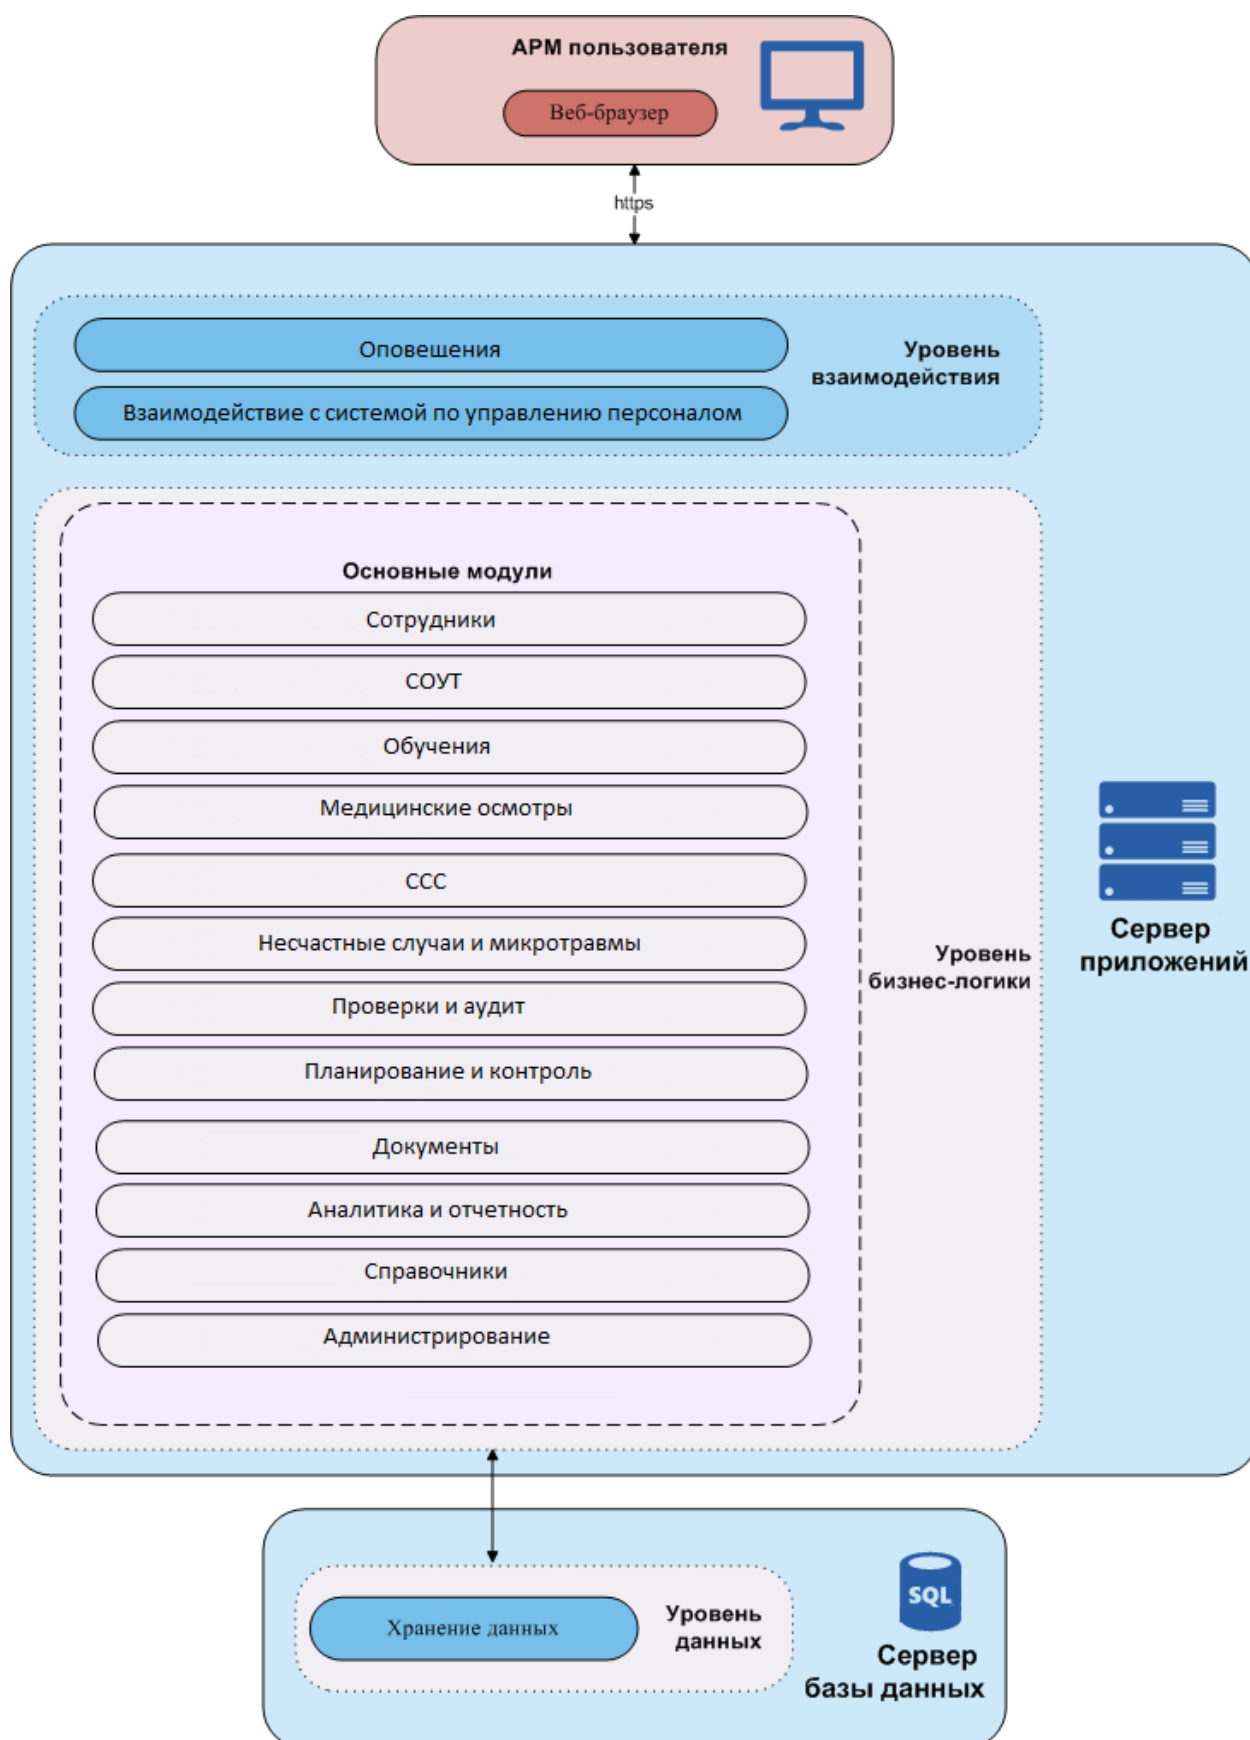 АРМ пользователя
Веб-браузер
https
Оповещения
Уровень
взаимодействия
Взаимодействие с системой по управлению персоналом
Основные модули
Сотрудники
СОУТ
Обучения
Медицинские осмотры
ССС
Несчастные случаи и микротравмы
Проверки и аудит
Планирование и контроль
Документы
Аналитика и отчетность
Справочники
Администрирование
Уровень
бизнес-логики
Сервер
приложений
Хранение данных
Уровень
данных
SQL
Сервер
базы данных